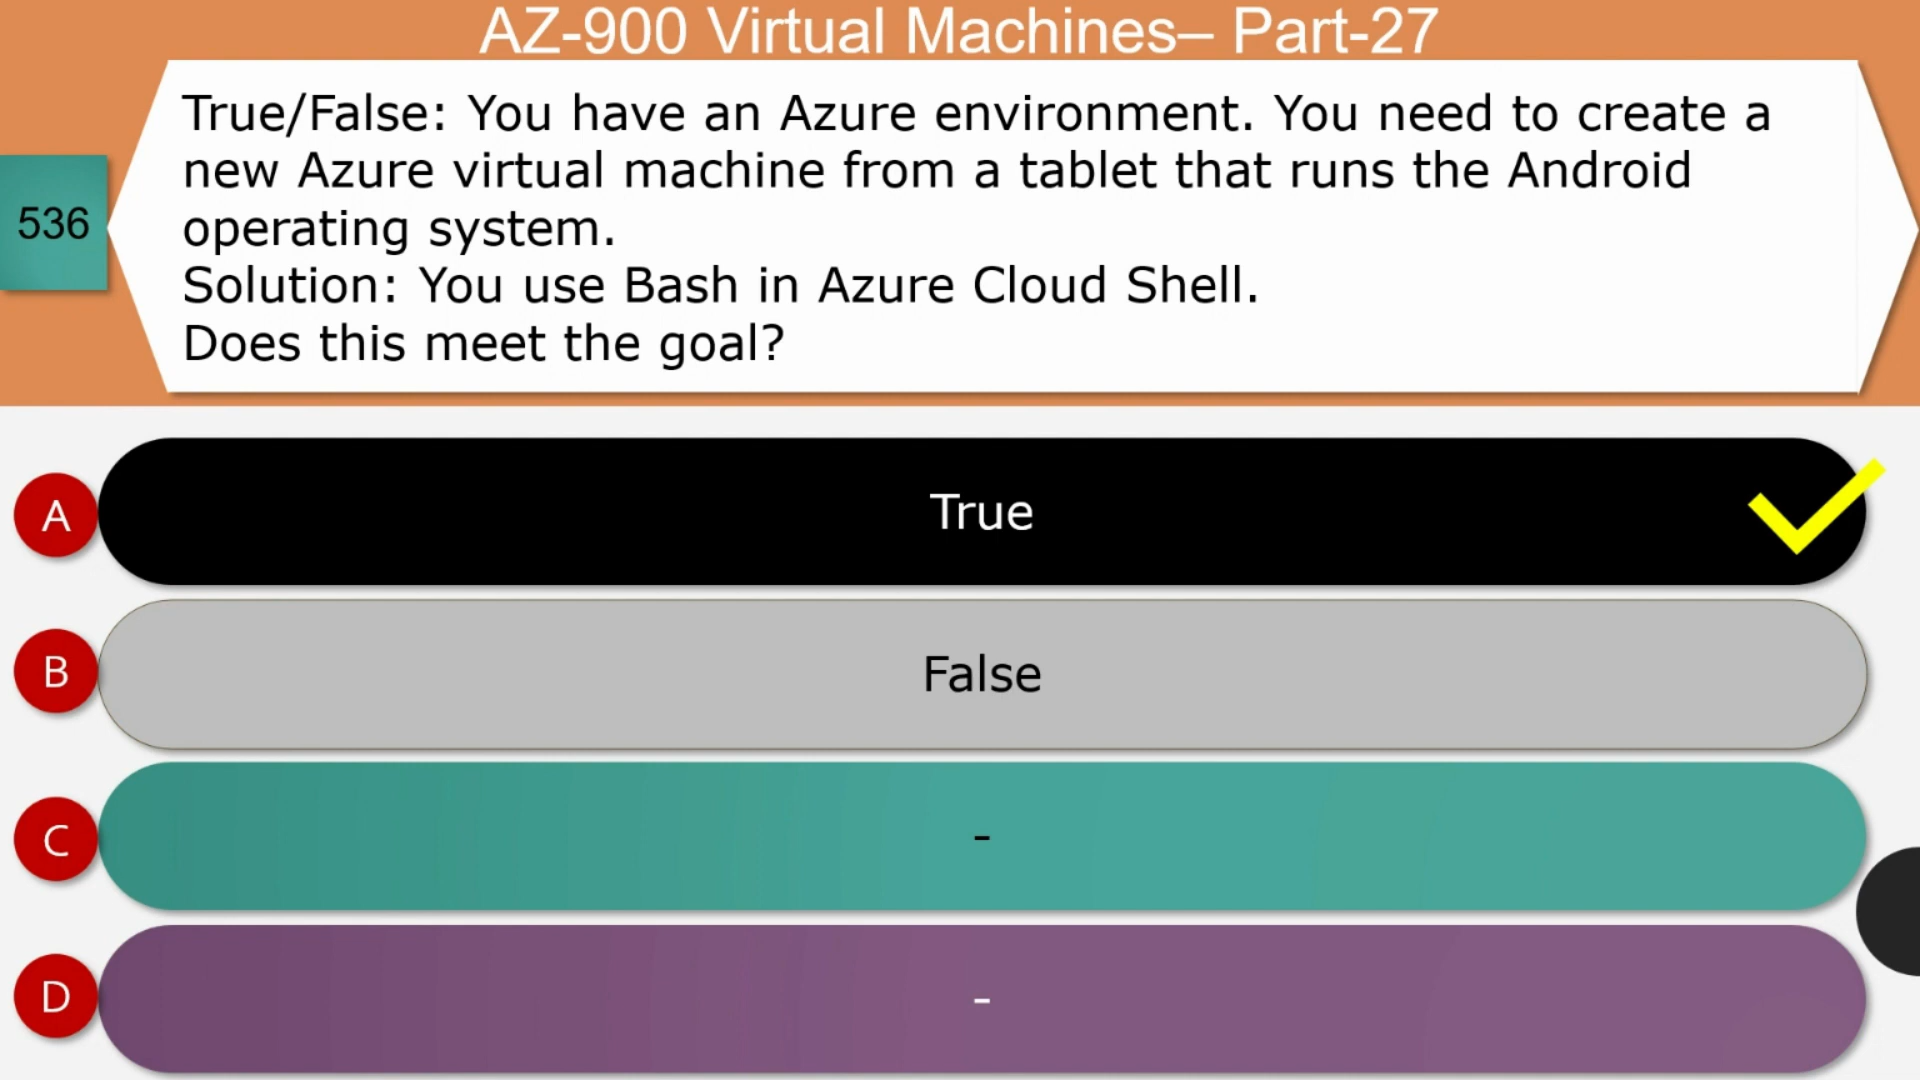 AZ-900 Virtual Machines– Part-27
536
True/False: You have an Azure environment. You need to create a
new Azure virtual machine from a tablet that runs the Android
operating system.
Solution: You use Bash in Azure Cloud Shell.
Does this meet the goal?
A
True
B
False
C
-
D
-